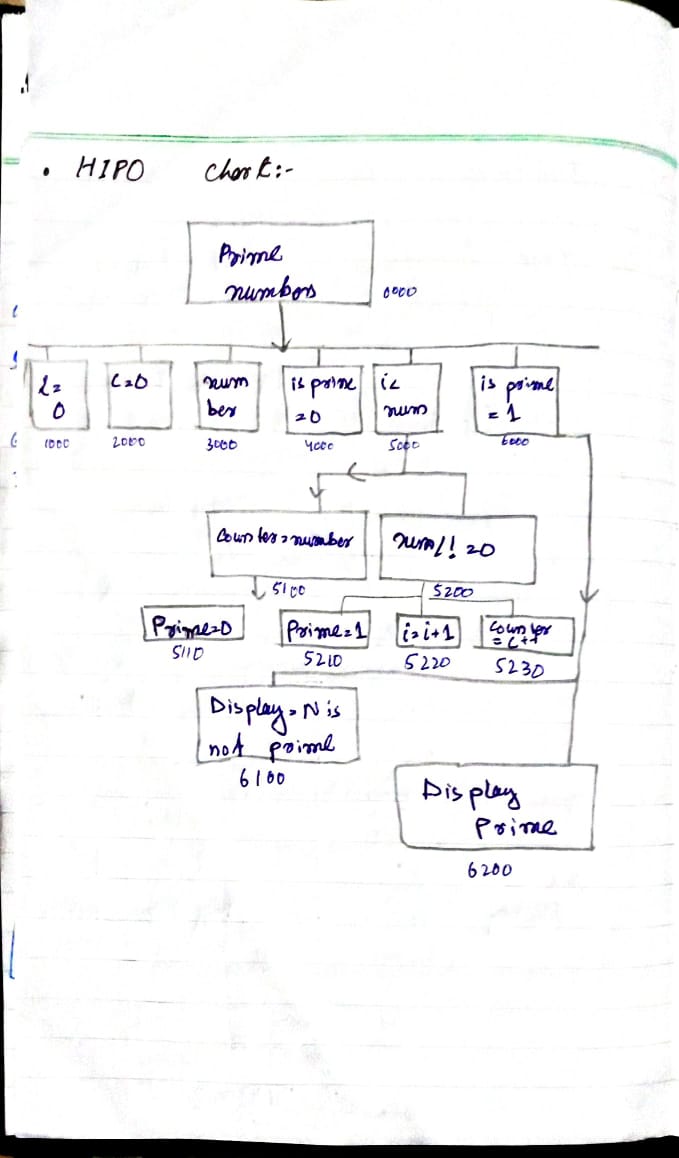 • HIPO Chart:-
Prime
numbers
0000
i=
0
1000
C=0
2000
num
ber
3000
is prime
=0
4000
i<
num
5000
is prime
= 1
6000
Counter=number
5100
num/! =0
5200
Prime=0
5110
Prime=1
5210
i=i+1
5220
Counter
= C++
5230
Display=N is
not prime
6100
Display
Prime
6200